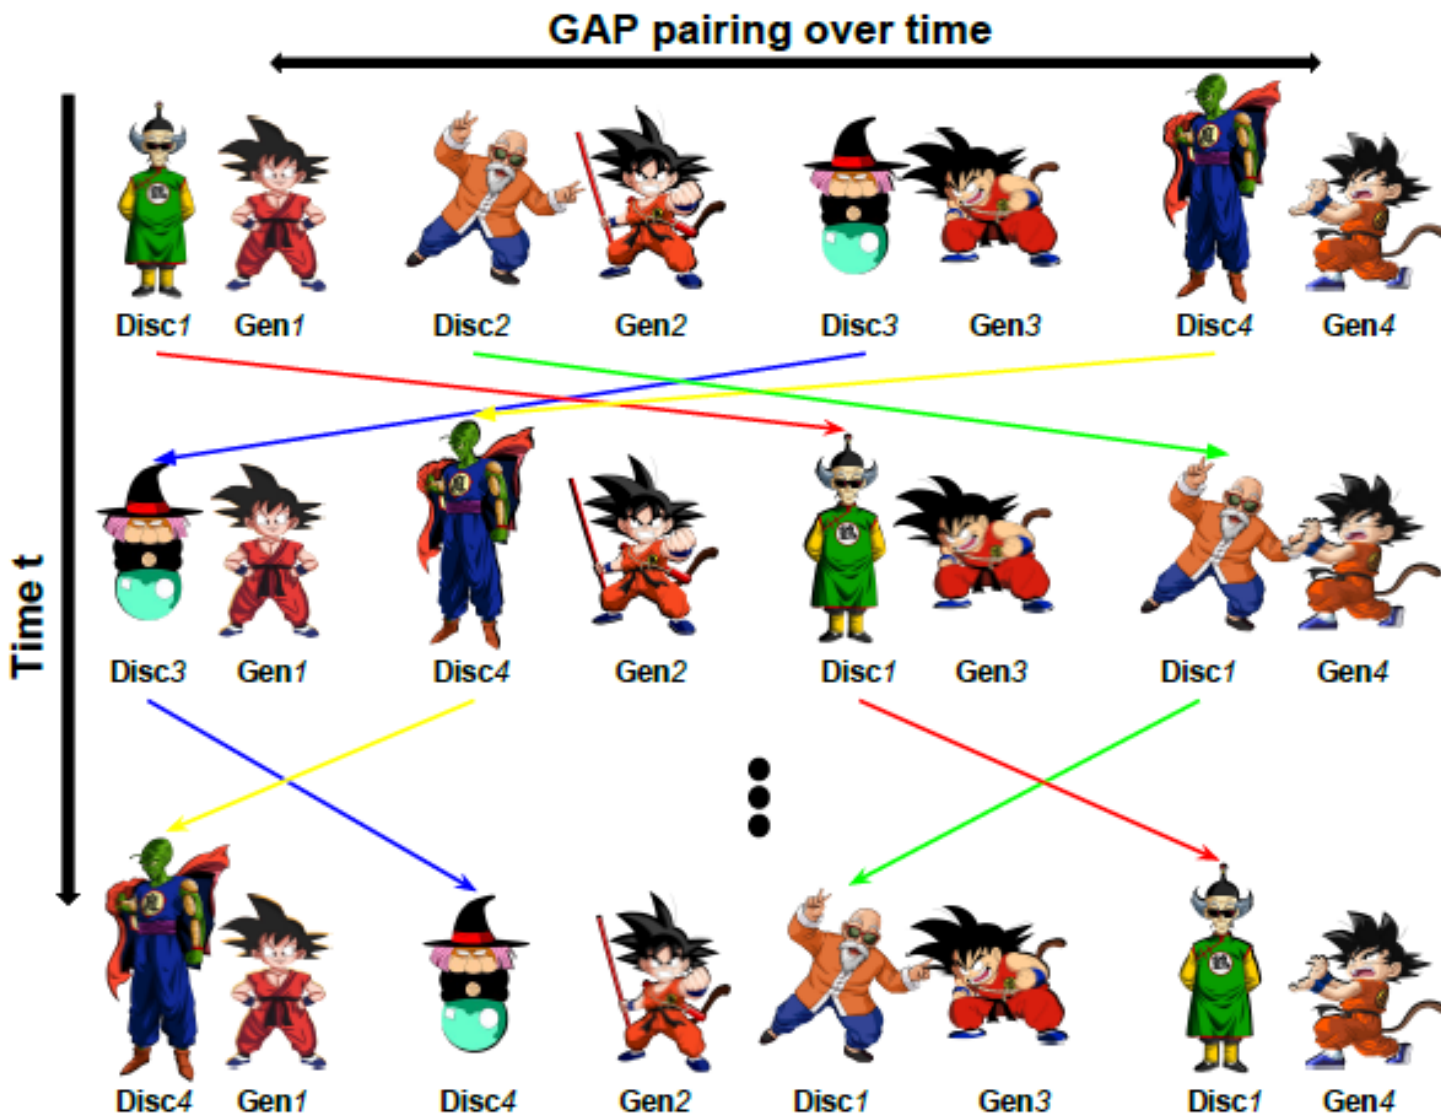 GAP pairing over time
Disc1 Gen1 Disc2 Gen2 Disc3 Gen3 Disc4 Gen4
Time t
Disc3 Gen1 Disc4 Gen2 Disc1 Gen3 Disc1 Gen4
Disc4 Gen1 Disc4 Gen2 Disc1 Gen3 Disc1 Gen4